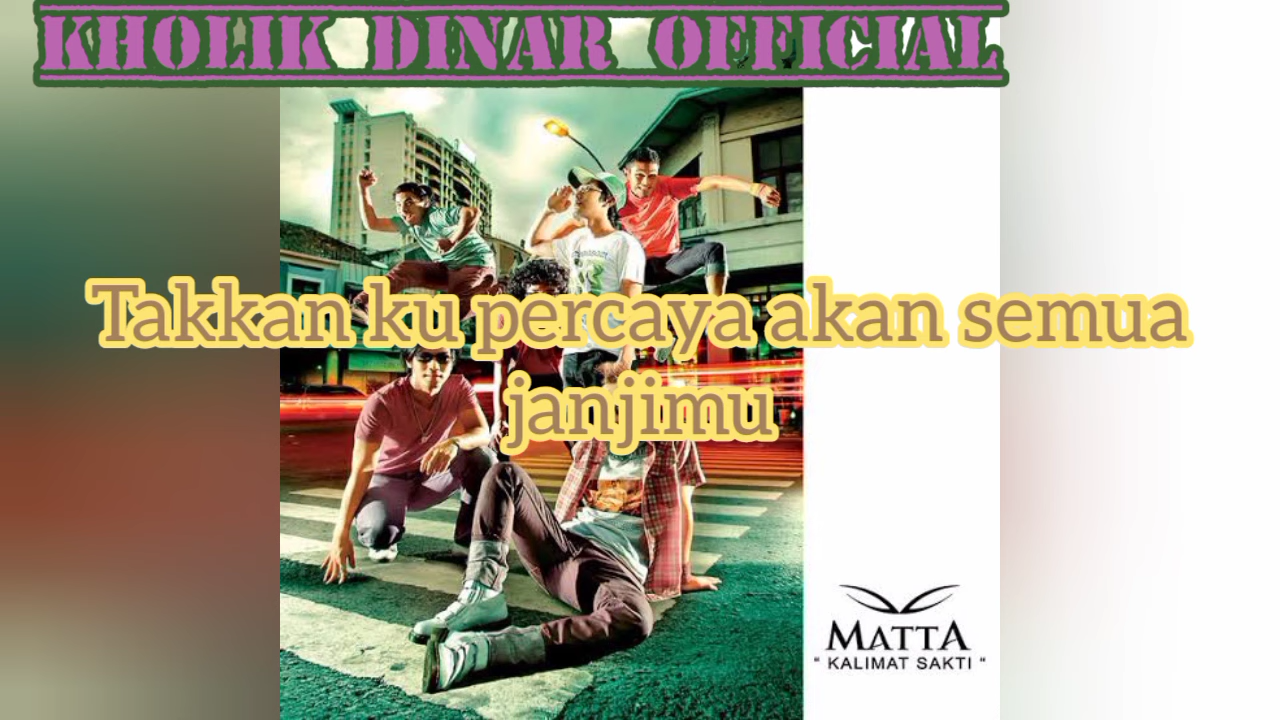 KHOLIK DINAR OFFICIAL
Takkan ku percaya akan semua
janjimu
MATTA
" KALIMAT SAKTI "